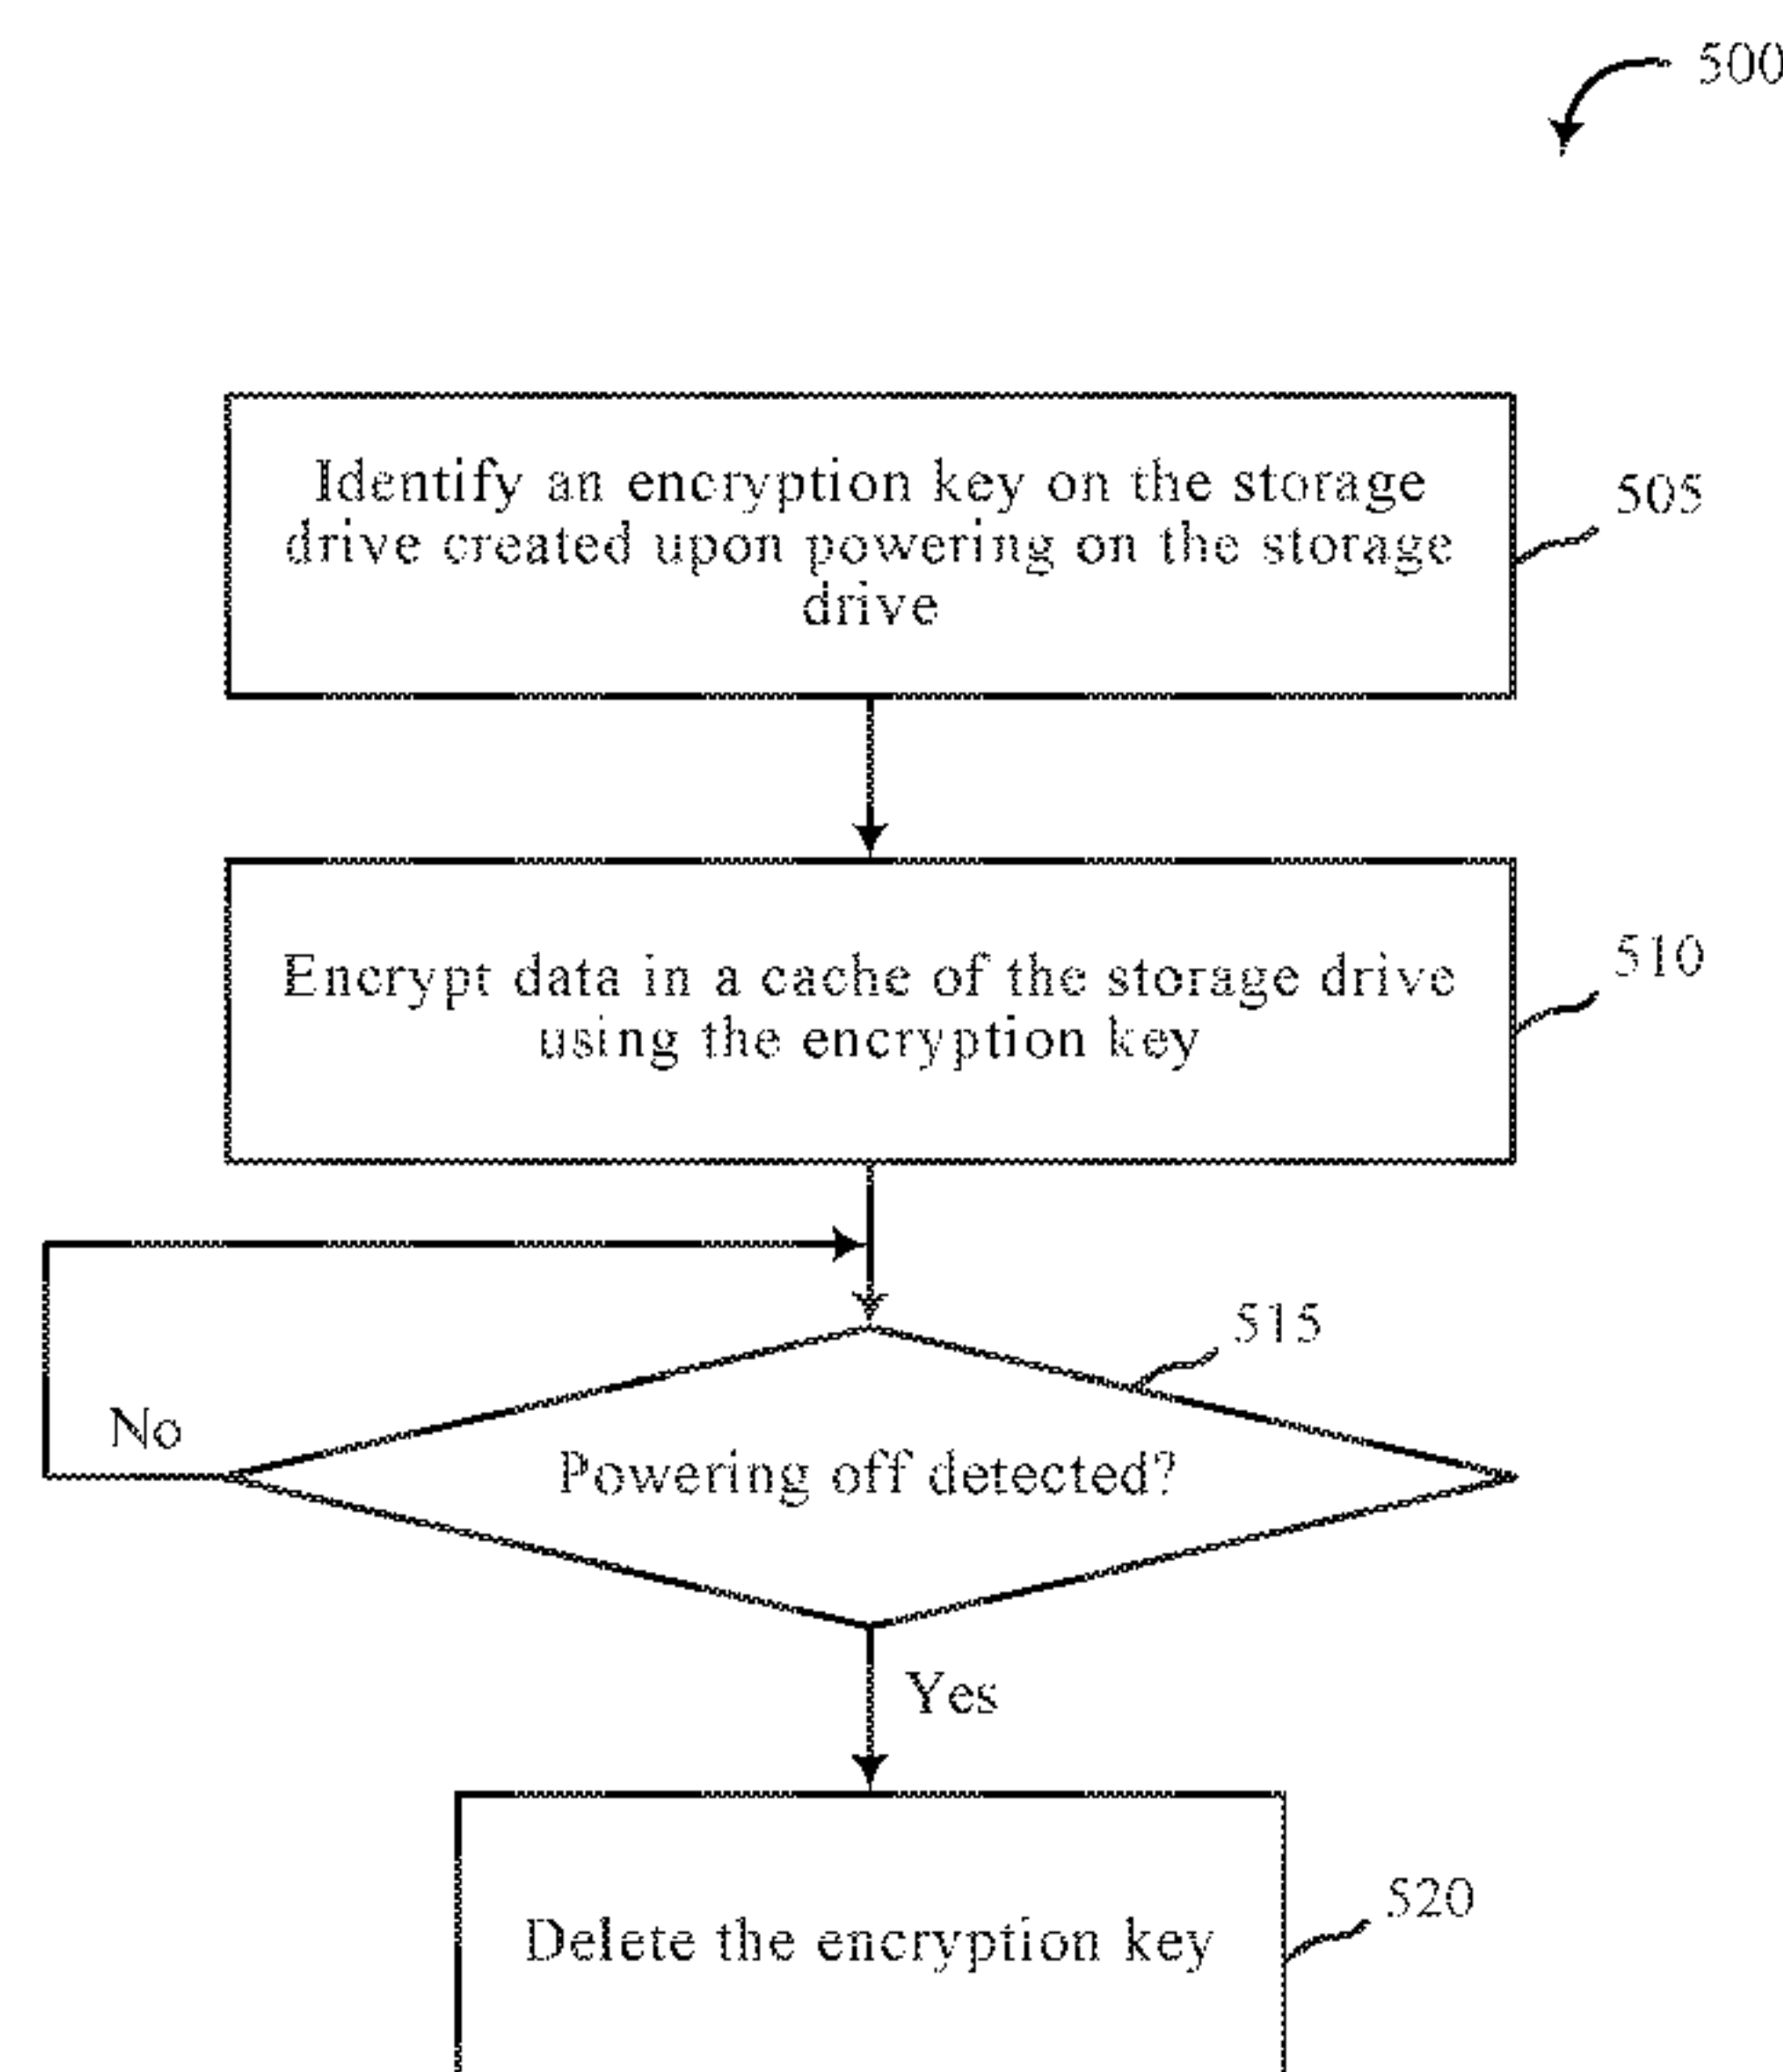 500
Identify an encryption key on the storage
drive created upon powering on the storage
drive
505
Encrypt data in a cache of the storage drive
using the encryption key
510
515
No
Powering off detected?
Yes
Delete the encryption key
520